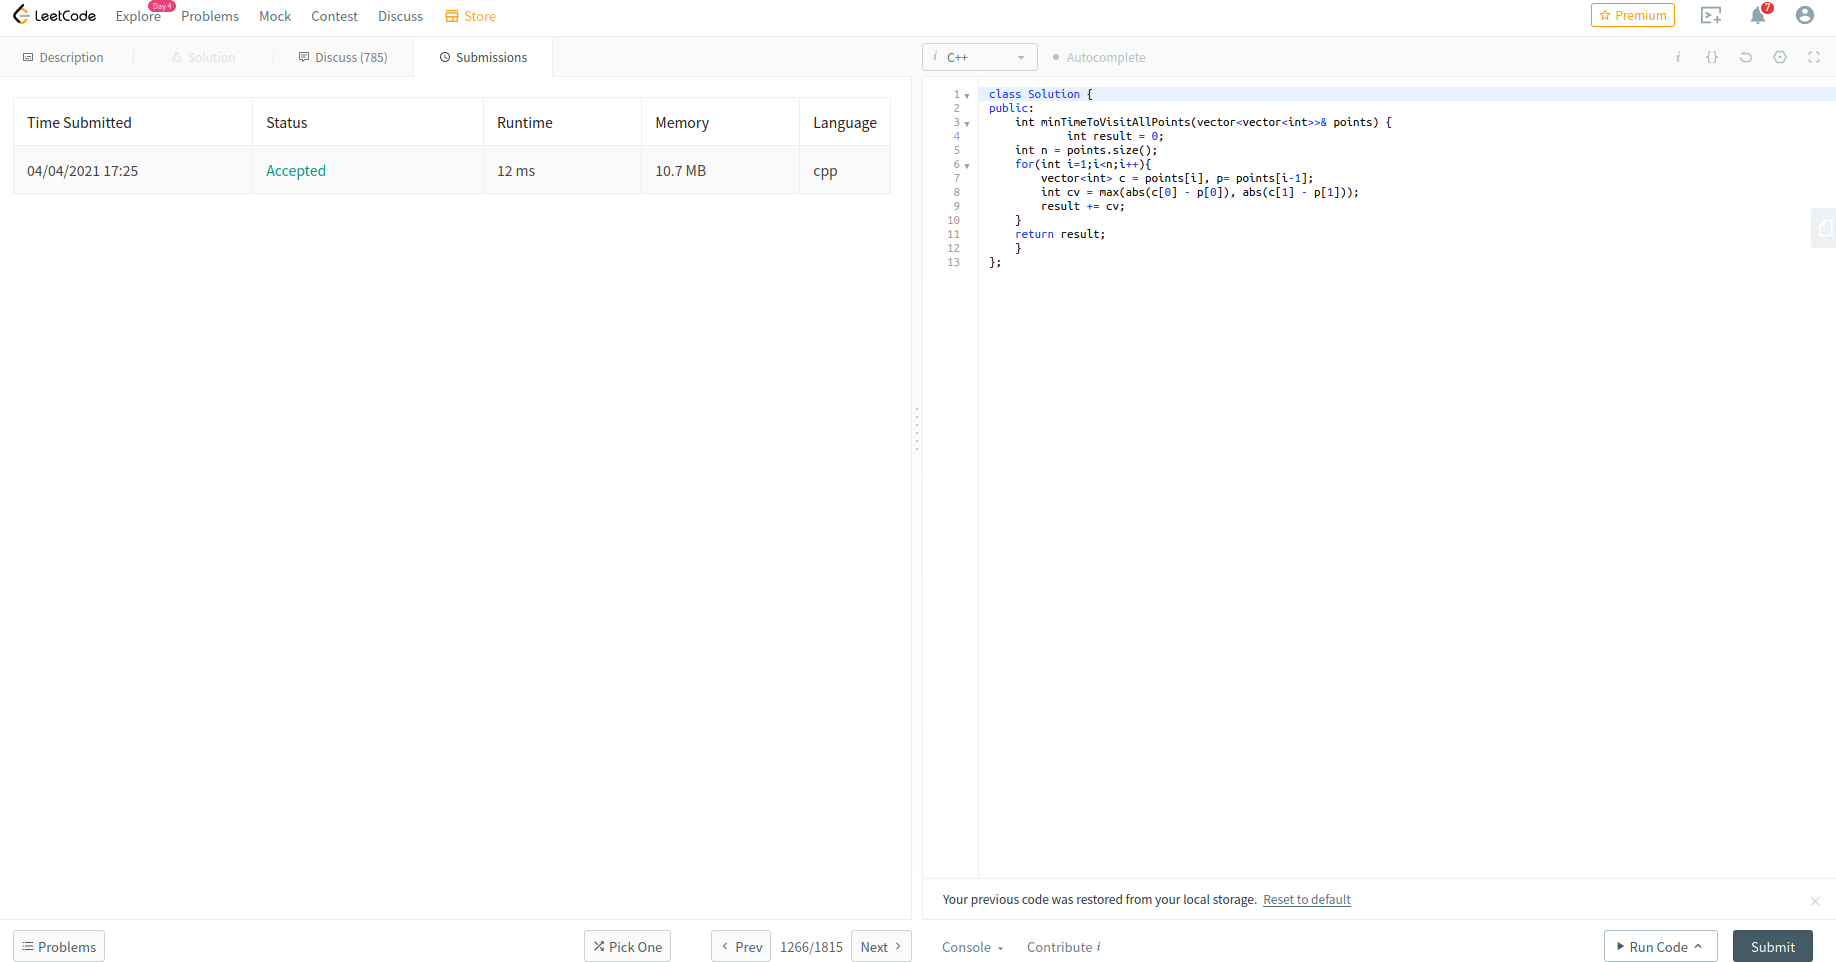 LeetCode Explore Day 4 Problems Mock Contest Discuss Store Premium 7
Description Solution Discuss (785) Submissions
Time Submitted Status Runtime Memory Language
04/04/2021 17:25 Accepted 12 ms 10.7 MB cpp
i C++ Autocomplete i {}
1 class Solution {
2 public:
3     int minTimeToVisitAllPoints(vector<vector<int>>& points) {
4             int result = 0;
5     int n = points.size();
6     for(int i=1;i<n;i++){
7         vector<int> c = points[i], p= points[i-1];
8         int cv = max(abs(c[0] - p[0]), abs(c[1] - p[1]));
9         result += cv;
10     }
11     return result;
12     }
13 };
Your previous code was restored from your local storage. Reset to default
Problems Pick One Prev 1266/1815 Next Console Contribute i Run Code Submit